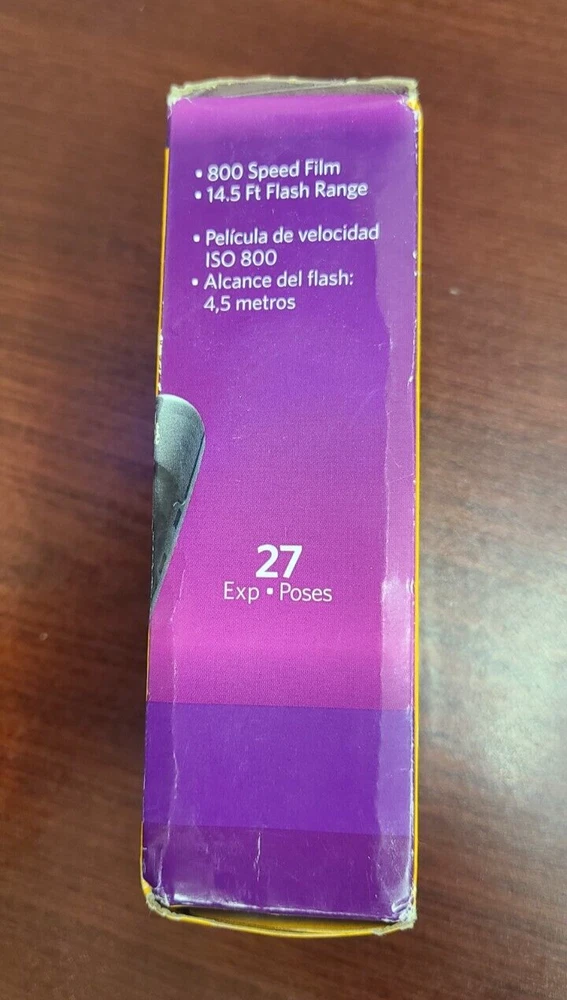 • 800 Speed Film
• 14.5 Ft Flash Range
• Película de velocidad
ISO 800
• Alcance del flash:
4,5 metros
27
Exp • Poses